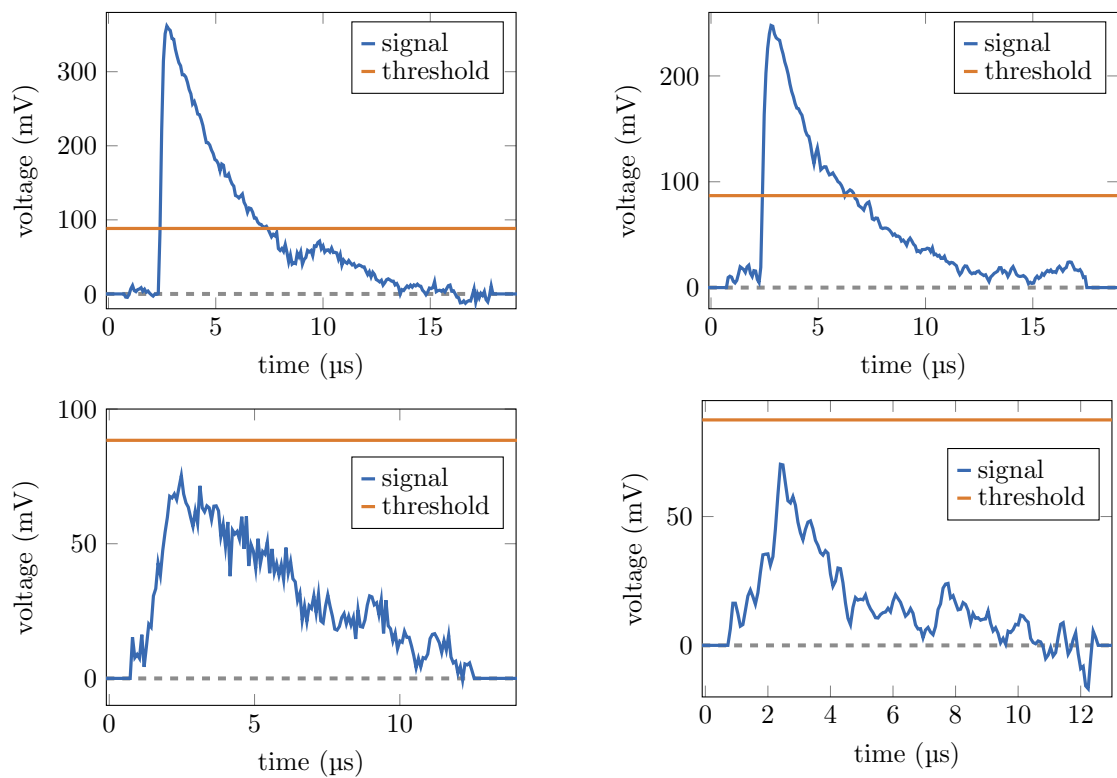 signal
threshold
300
200
100
0
voltage (mV)
0 5 10 15
time (µs)
signal
threshold
200
100
0
voltage (mV)
0 5 10 15
time (µs)
100
50
0
voltage (mV)
signal
threshold
0 5 10
time (µs)
50
0
voltage (mV)
signal
threshold
0 2 4 6 8 10 12
time (µs)